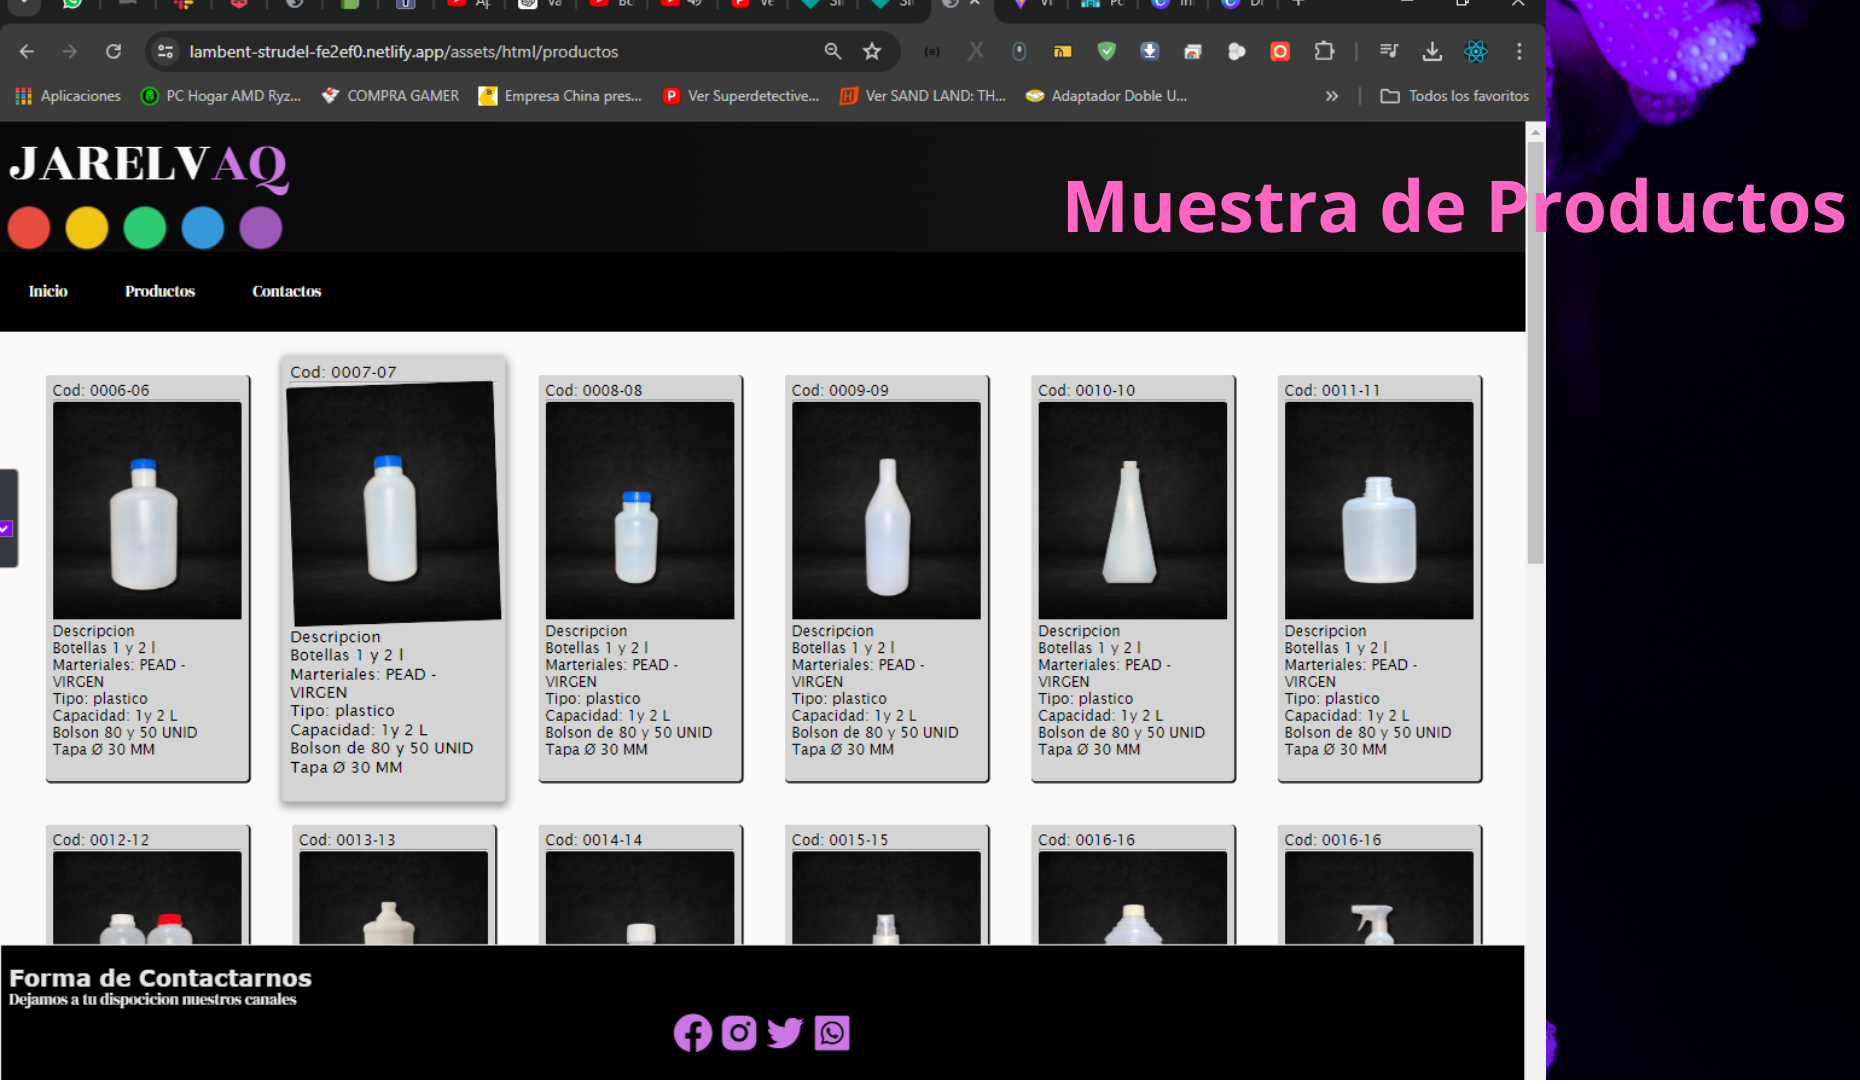 lambent-strudel-fe2ef0.netlify.app/assets/html/productos
Aplicaciones
PC Hogar AMD Ryz...
COMPRA GAMER
Empresa China pres...
Ver Superdetective...
Ver SAND LAND: TH...
Adaptador Doble U...
Todos los favoritos
JARELVAQ
Muestra de Productos
Inicio
Productos
Contactos
Cod: 0006-06
Descripcion
Botellas 1 y 2 l
Marteriales: PEAD -
VIRGEN
Tipo: plastico
Capacidad: 1y 2 L
Bolson 80 y 50 UNID
Tapa Ø 30 MM
Cod: 0007-07
Descripcion
Botellas 1 y 2 l
Marteriales: PEAD -
VIRGEN
Tipo: plastico
Capacidad: 1y 2 L
Bolson de 80 y 50 UNID
Tapa Ø 30 MM
Cod: 0008-08
Descripcion
Botellas 1 y 2 l
Marteriales: PEAD -
VIRGEN
Tipo: plastico
Capacidad: 1y 2 L
Bolson de 80 y 50 UNID
Tapa Ø 30 MM
Cod: 0009-09
Descripcion
Botellas 1 y 2 l
Marteriales: PEAD -
VIRGEN
Tipo: plastico
Capacidad: 1y 2 L
Bolson de 80 y 50 UNID
Tapa Ø 30 MM
Cod: 0010-10
Descripcion
Botellas 1 y 2 l
Marteriales: PEAD -
VIRGEN
Tipo: plastico
Capacidad: 1y 2 L
Bolson de 80 y 50 UNID
Tapa Ø 30 MM
Cod: 0011-11
Descripcion
Botellas 1 y 2 l
Marteriales: PEAD -
VIRGEN
Tipo: plastico
Capacidad: 1y 2 L
Bolson de 80 y 50 UNID
Tapa Ø 30 MM
Cod: 0012-12
Cod: 0013-13
Cod: 0014-14
Cod: 0015-15
Cod: 0016-16
Cod: 0016-16
Forma de Contactarnos
Dejamos a tu dispocicion nuestros canales